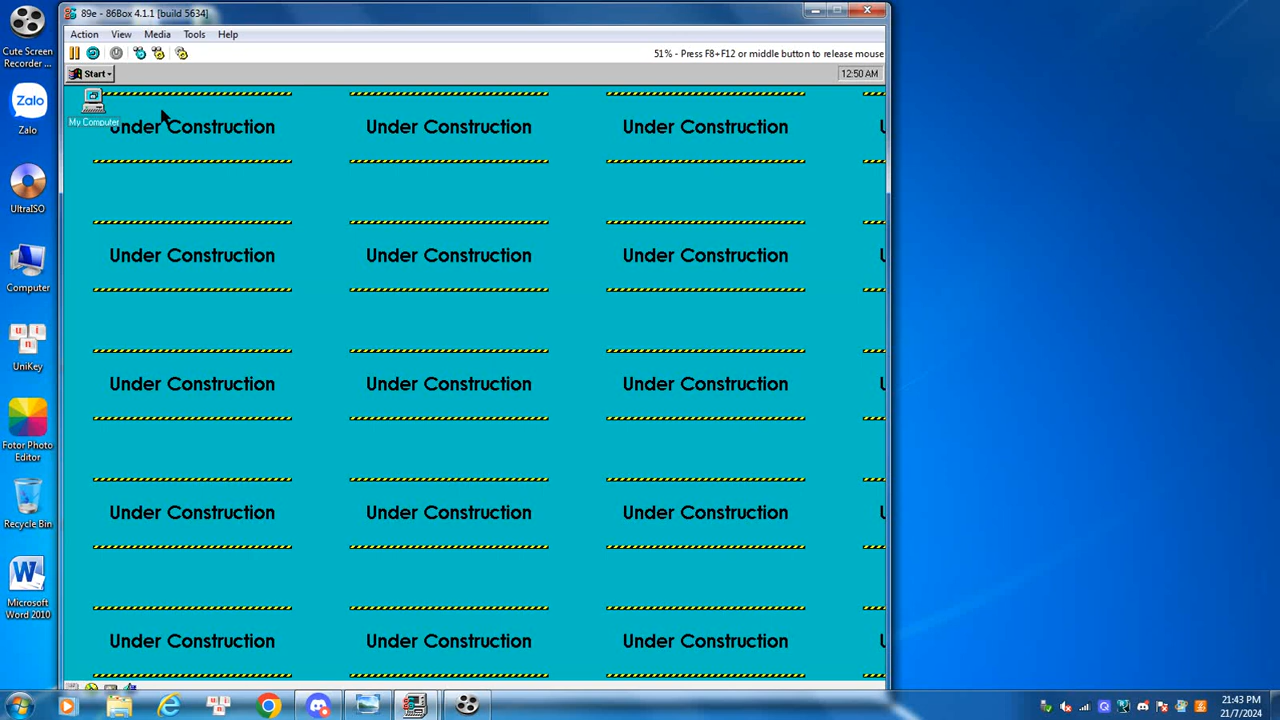 89e - 86Box 4.1.1 [build 5634]
Action View Media Tools Help
51% - Press F8+F12 or middle button to release mouse
Start
12:50 AM
My Computer
Under Construction Under Construction Under Construction U
Under Construction Under Construction Under Construction U
Under Construction Under Construction Under Construction U
Under Construction Under Construction Under Construction U
Under Construction Under Construction Under Construction
Cute Screen
Recorder ...
Zalo
Zalo
UltraISO
Computer
u i
n
UniKey
Fotor Photo
Editor
Recycle Bin
W
Microsoft
Word 2010
21:43 PM
21/7/2024